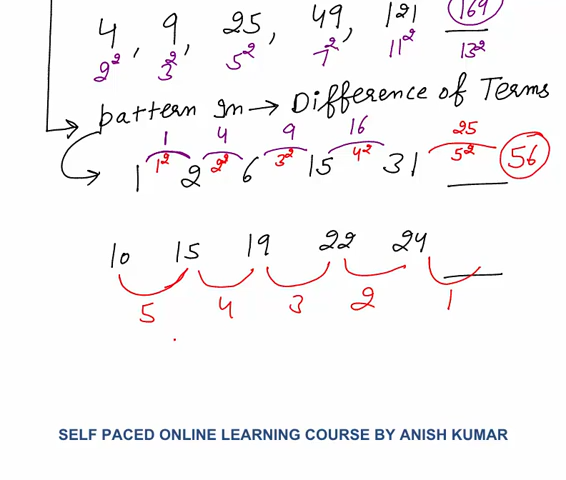 4, 9, 25, 49, 121 169
2² 3² 5² 7² 11² 13²
pattern In → Difference of Terms
1 4 9 16 25
1² 2² 3² 4² 5²
1 2 6 15 31 56
10 15 19 22 24
5 4 3 2 1
SELF PACED ONLINE LEARNING COURSE BY ANISH KUMAR